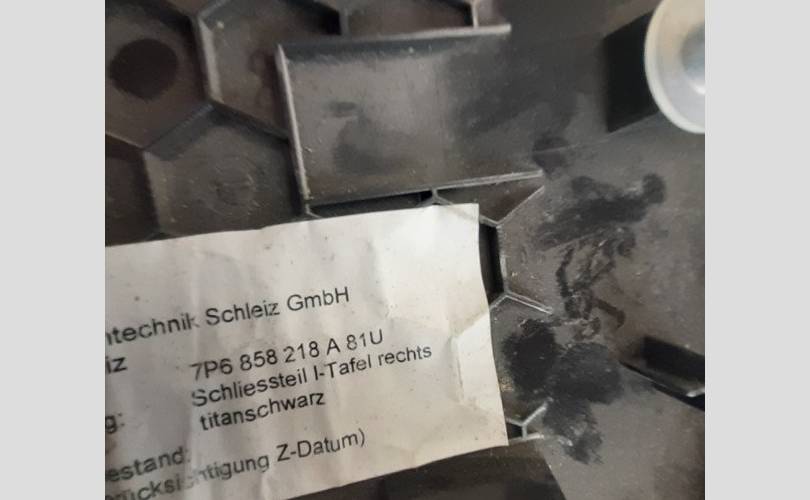 ntechnik Schleiz GmbH
iz
7P6 858 218 A 81U
Schliessteil I-Tafel rechts
g: titanschwarz
estand:
rücksichtigung Z-Datum)